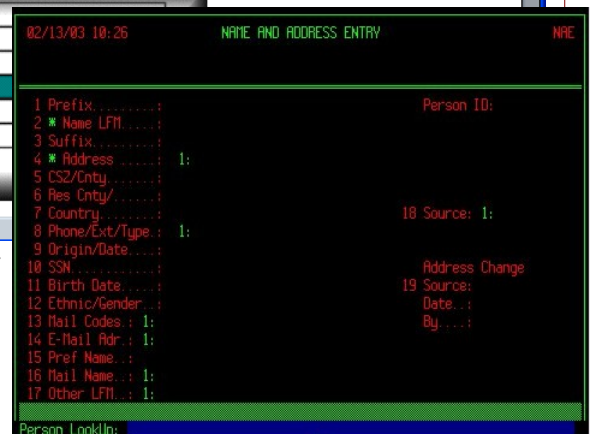 02/13/03 10:26 NAME AND ADDRESS ENTRY NAE
1 Prefix.........: Person ID:
2 * Name LFM.....:
3 Suffix.........:
4 * Address .....: 1:
5 CSZ/Cnty.......:
6 Res Cnty/......:
7 Country........: 18 Source: 1:
8 Phone/Ext/Type.: 1:
9 Origin/Date....:
10 SSN............: Address Change
11 Birth Date.....: 19 Source:
12 Ethnic/Gender..: Date..:
13 Mail Codes.: 1: By....:
14 E-Mail Adr.: 1:
15 Pref Name..:
16 Mail Name..: 1:
17 Other LFM..: 1:
Person LookUp: